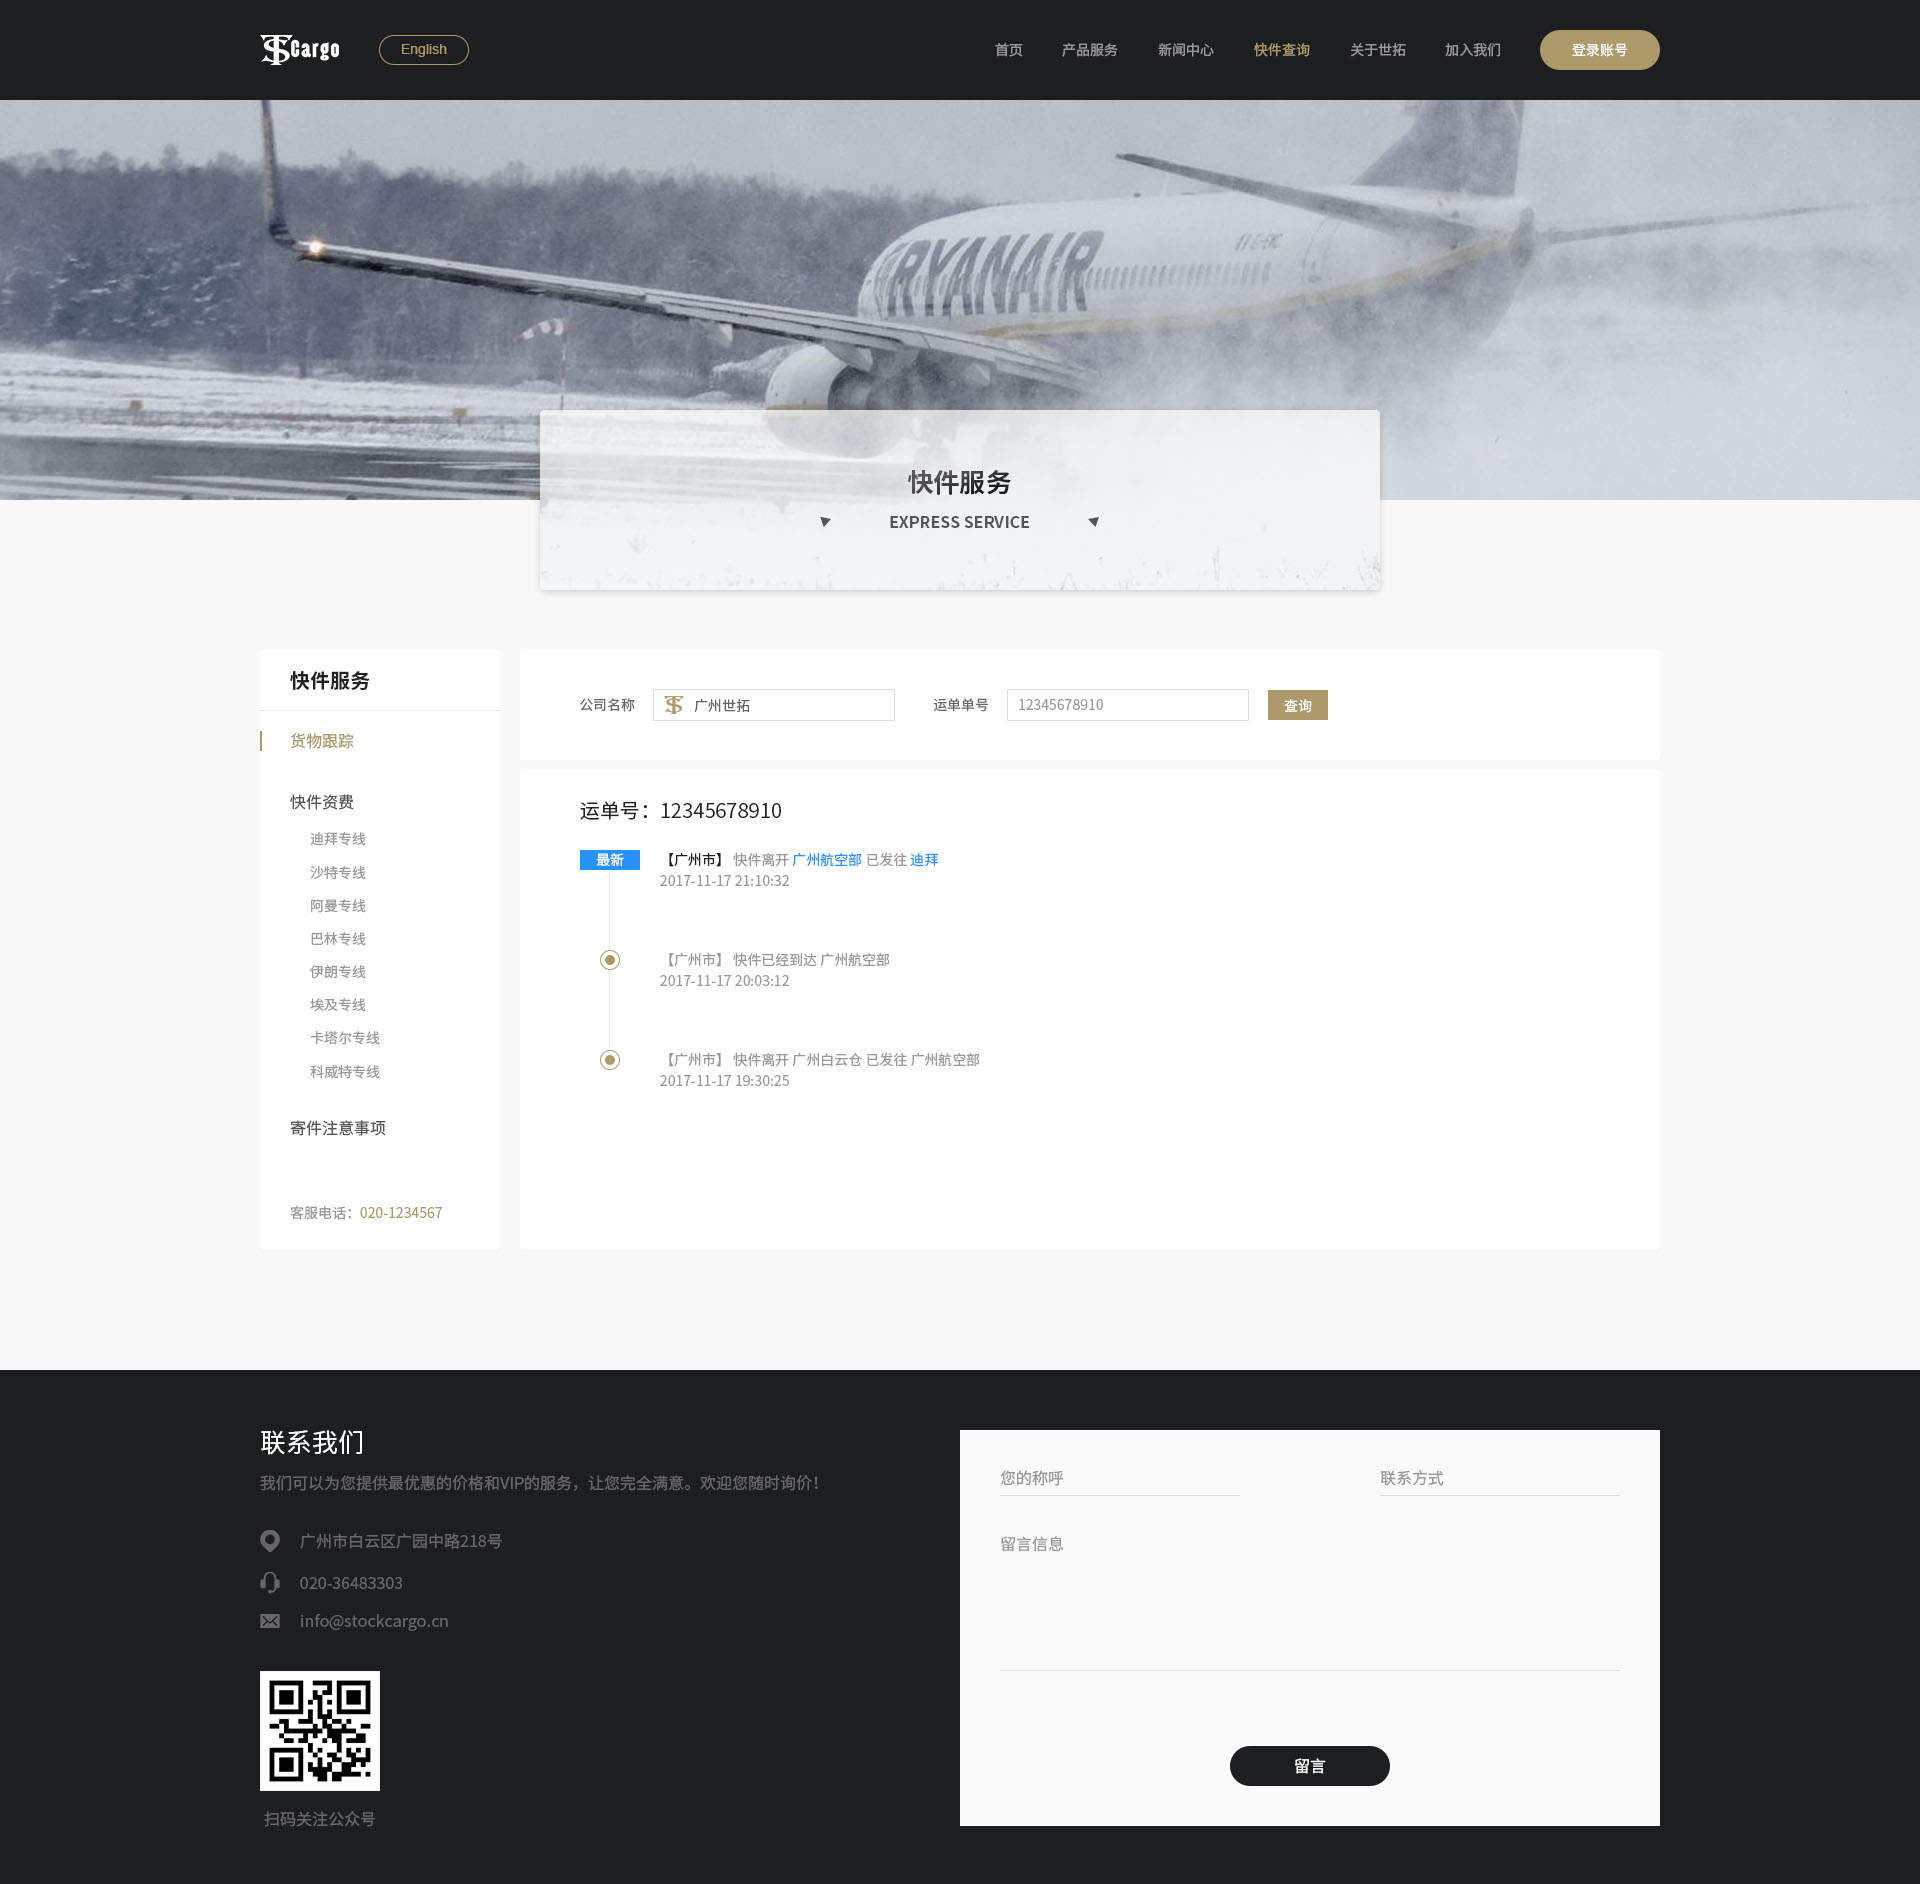 TS Cargo
English
首页 产品服务 新闻中心 快件查询 关于世拓 加入我们 登录账号
RYANAIR
快件服务
EXPRESS SERVICE
快件服务
货物跟踪
快件资费
迪拜专线
沙特专线
阿曼专线
巴林专线
伊朗专线
埃及专线
卡塔尔专线
科威特专线
寄件注意事项
客服电话：020-1234567
公司名称 广州世拓 运单单号 12345678910 查询
运单号：12345678910
最新 【广州市】 快件离开 广州航空部 已发往 迪拜
2017-11-17 21:10:32
【广州市】 快件已经到达 广州航空部
2017-11-17 20:03:12
【广州市】 快件离开 广州白云仓 已发往 广州航空部
2017-11-17 19:30:25
联系我们
我们可以为您提供最优惠的价格和VIP的服务，让您完全满意。欢迎您随时询价！
广州市白云区广园中路218号
020-36483303
info@stockcargo.cn
扫码关注公众号
您的称呼 联系方式
留言信息
留言